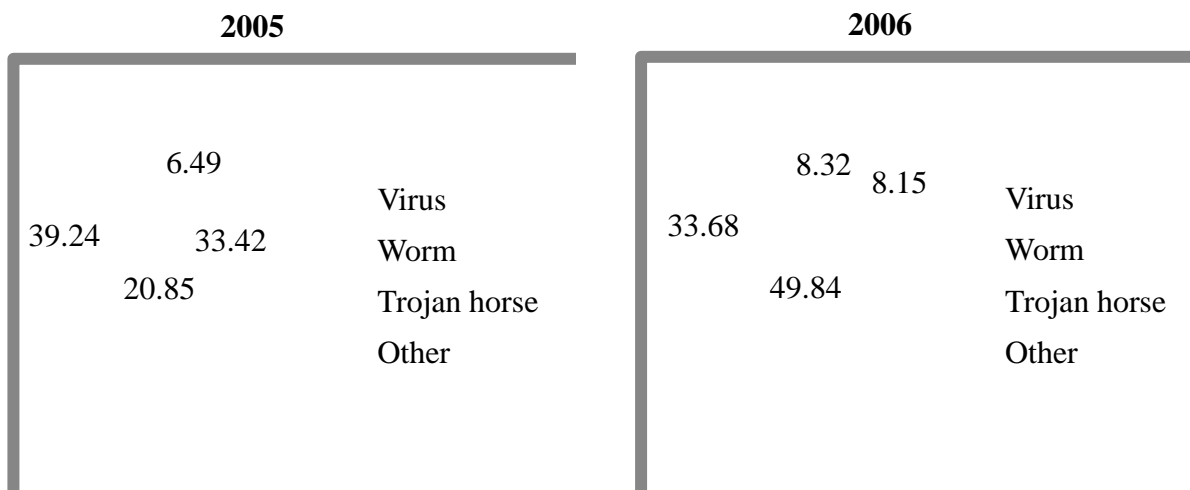 2005
6.49
39.24
33.42
20.85
Virus
Worm
Trojan horse
Other
2006
8.32
8.15
33.68
49.84
Virus
Worm
Trojan horse
Other